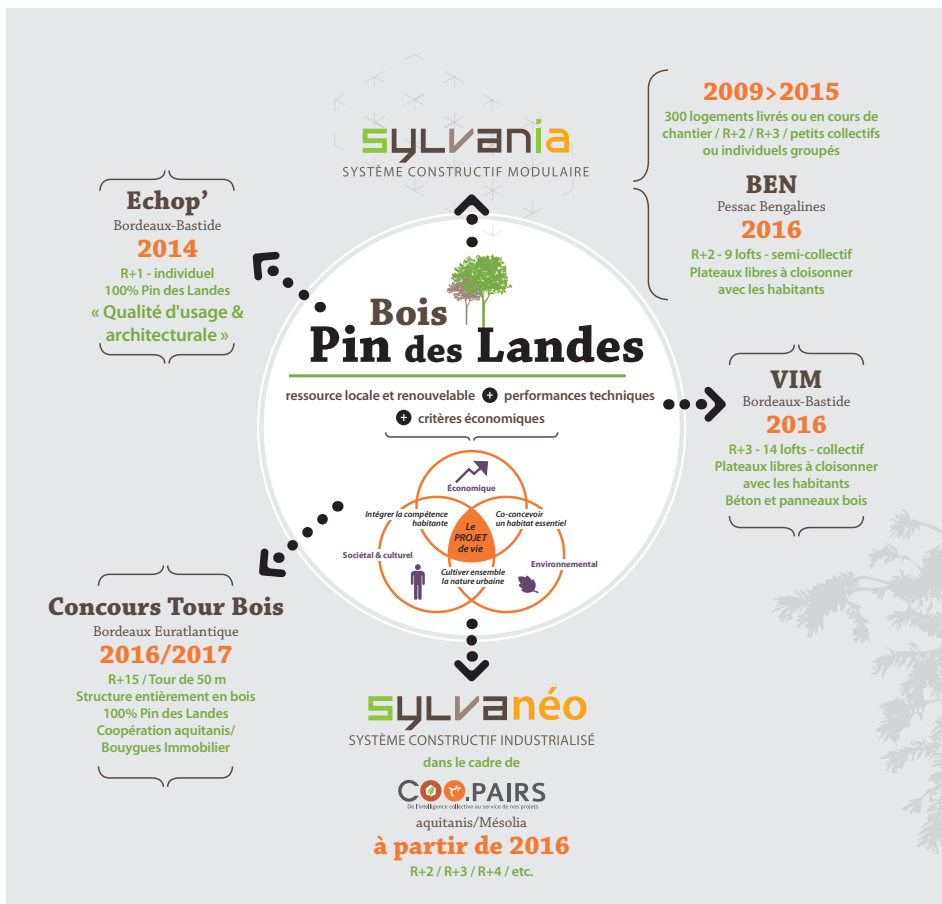 sylvania
SYSTÈME CONSTRUCTIF MODULAIRE
2009>2015
300 logements livrés ou en cours de
chantier / R+2 / R+3 / petits collectifs
ou individuels groupés
BEN
Pessac Bengalines
2016
R+2 - 9 lofts - semi-collectif
Plateaux libres à cloisonner
avec les habitants
Echop’
Bordeaux-Bastide
2014
R+1 - individuel
100% Pin des Landes
« Qualité d'usage &
architecturale »
Bois
Pin des Landes
ressource locale et renouvelable + performances techniques
+ critères économiques
Économique
Intégrer la compétence
habitante
Co-concevoir
un habitat essentiel
Le
PROJET
de vie
Sociétal & culturel
Environnemental
Cultiver ensemble
la nature urbaine
VIM
Bordeaux-Bastide
2016
R+3 - 14 lofts - collectif
Plateaux libres à cloisonner
avec les habitants
Béton et panneaux bois
Concours Tour Bois
Bordeaux Euratlantique
2016/2017
R+15 / Tour de 50 m
Structure entièrement en bois
100% Pin des Landes
Coopération aquitanis/
Bouygues Immobilier
sylvanéo
SYSTÈME CONSTRUCTIF INDUSTRIALISÉ
dans le cadre de
COO.PAIRS
De l'intelligence collective au service de nos projets
aquitanis/Mésolia
à partir de 2016
R+2 / R+3 / R+4 / etc.